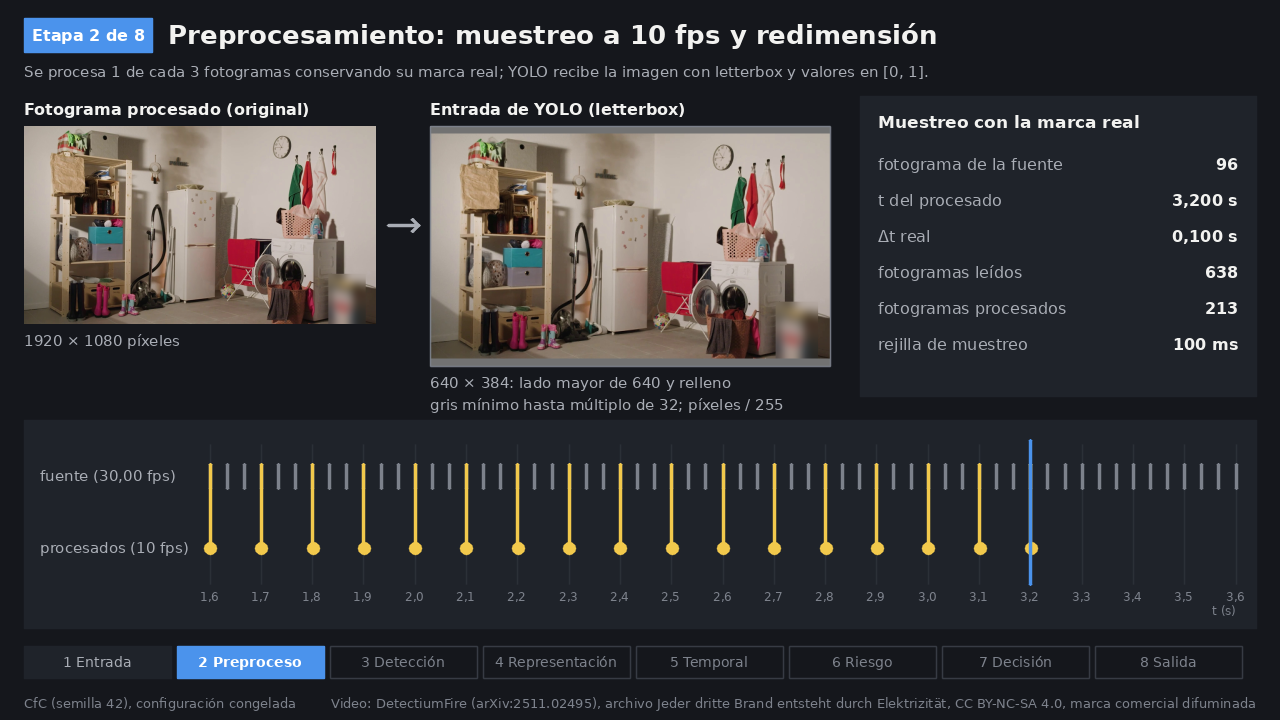 Etapa 2 de 8
Preprocesamiento: muestreo a 10 fps y redimensión
Se procesa 1 de cada 3 fotogramas conservando su marca real; YOLO recibe la imagen con letterbox y valores en [0, 1].
Fotograma procesado (original)
1920 × 1080 píxeles
→
Entrada de YOLO (letterbox)
640 × 384: lado mayor de 640 y relleno
gris mínimo hasta múltiplo de 32; píxeles / 255
Muestreo con la marca real
fotograma de la fuente 96
t del procesado 3,200 s
Δt real 0,100 s
fotogramas leídos 638
fotogramas procesados 213
rejilla de muestreo 100 ms
fuente (30,00 fps)
procesados (10 fps)
1,6 1,7 1,8 1,9 2,0 2,1 2,2 2,3 2,4 2,5 2,6 2,7 2,8 2,9 3,0 3,1 3,2 3,3 3,4 3,5 3,6
t (s)
1 Entrada 2 Preproceso 3 Detección 4 Representación 5 Temporal 6 Riesgo 7 Decisión 8 Salida
CfC (semilla 42), configuración congelada Video: DetectiumFire (arXiv:2511.02495), archivo Jeder dritte Brand entsteht durch Elektrizität, CC BY-NC-SA 4.0, marca comercial difuminada